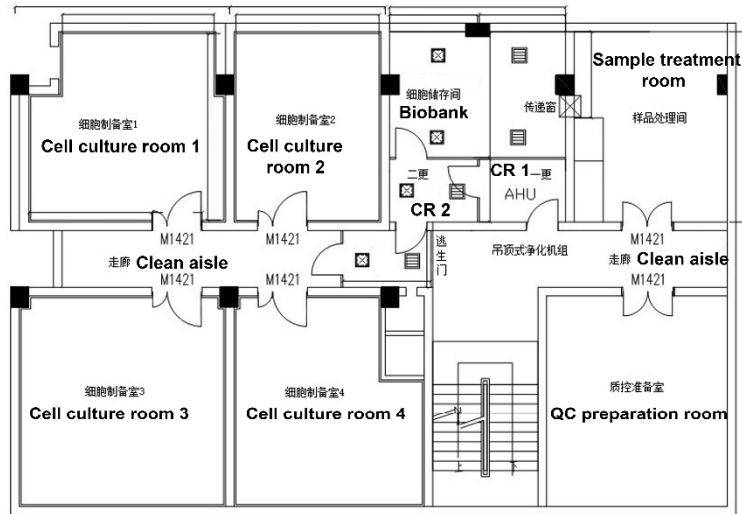 Sample treatment
room
样品处理间
细胞储存间
Biobank
传递窗
细胞制备室1
Cell culture room 1
细胞制备室2
Cell culture
room 2
二更
CR 2
CR 1
一更
AHU
M1421
M1421
M1421
走廊
Clean aisle
逃生门
吊顶式净化机组
走廊
Clean aisle
M1421
M1421
M1421
细胞制备室3
Cell culture room 3
细胞制备室4
Cell culture room 4
上
下
质控准备室
QC preparation room